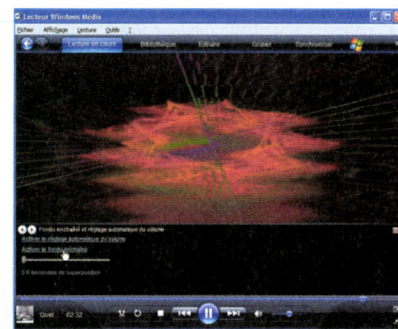 Lecteur Windows Media
Fichier Affichage Lecture Outils ?
Lecture en cours Bibliothèque Extraire Graver Synchroniser
Fondu enchaîné et réglage automatique du volume
Activer le réglage automatique du volume
Activer le fondu enchaîné
secondes de superposition
Quel... 02:32